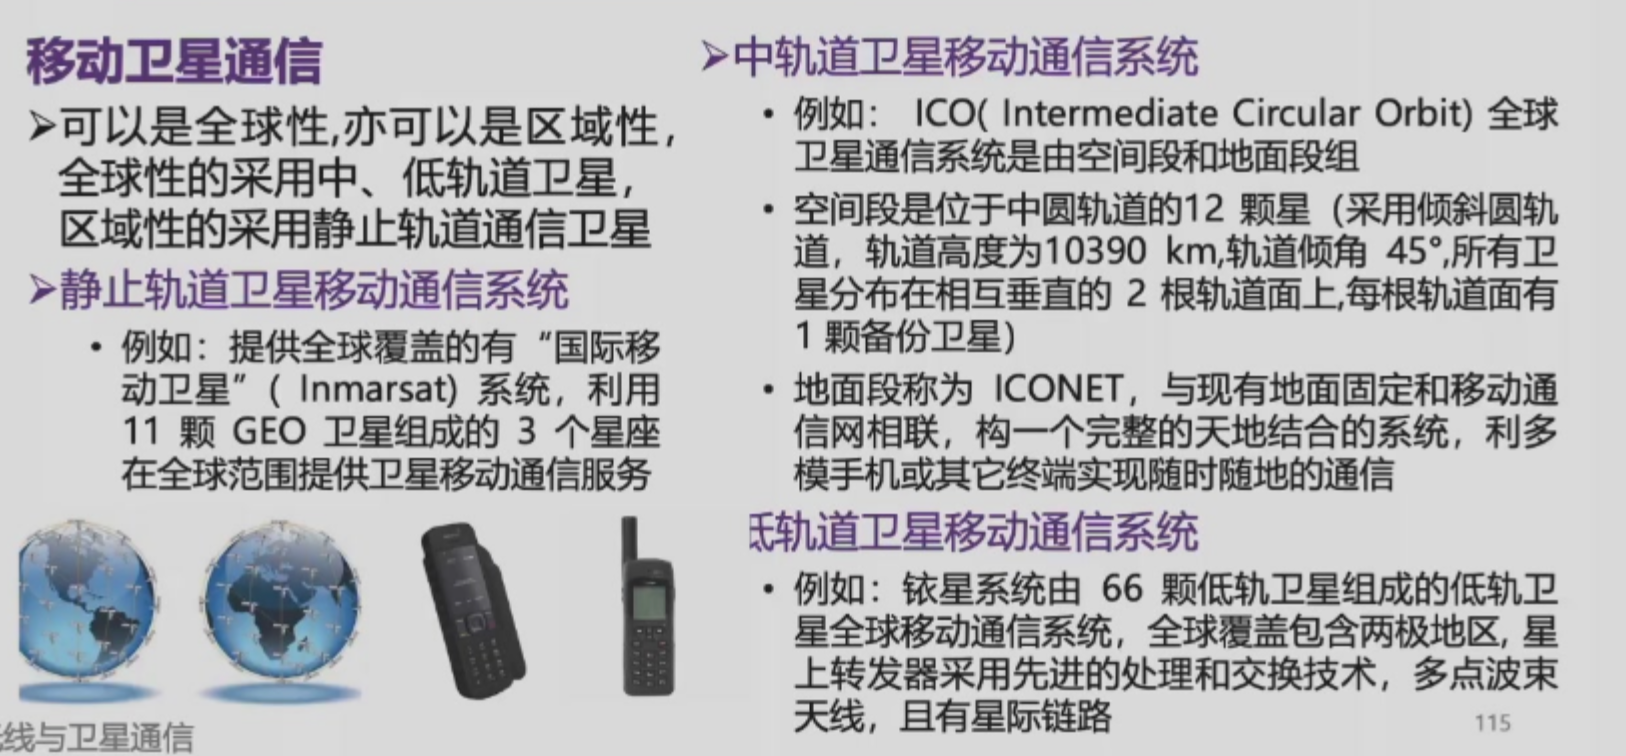 移动卫星通信
➢可以是全球性,亦可以是区域性，
全球性的采用中、低轨道卫星，
区域性的采用静止轨道通信卫星
➢静止轨道卫星移动通信系统
• 例如：提供全球覆盖的有“国际移
动卫星”( Inmarsat) 系统，利用
11 颗 GEO 卫星组成的 3 个星座
在全球范围提供卫星移动通信服务
➢中轨道卫星移动通信系统
• 例如： ICO( Intermediate Circular Orbit) 全球
卫星通信系统是由空间段和地面段组
• 空间段是位于中圆轨道的12 颗星（采用倾斜圆轨
道，轨道高度为10390 km,轨道倾角 45°,所有卫
星分布在相互垂直的 2 根轨道面上,每根轨道面有
1 颗备份卫星）
• 地面段称为 ICONET，与现有地面固定和移动通
信网相联，构一个完整的天地结合的系统，利多
模手机或其它终端实现随时随地的通信
低轨道卫星移动通信系统
• 例如：铱星系统由 66 颗低轨卫星组成的低轨卫
星全球移动通信系统，全球覆盖包含两极地区, 星
上转发器采用先进的处理和交换技术，多点波束
天线，且有星际链路
线与卫星通信
115